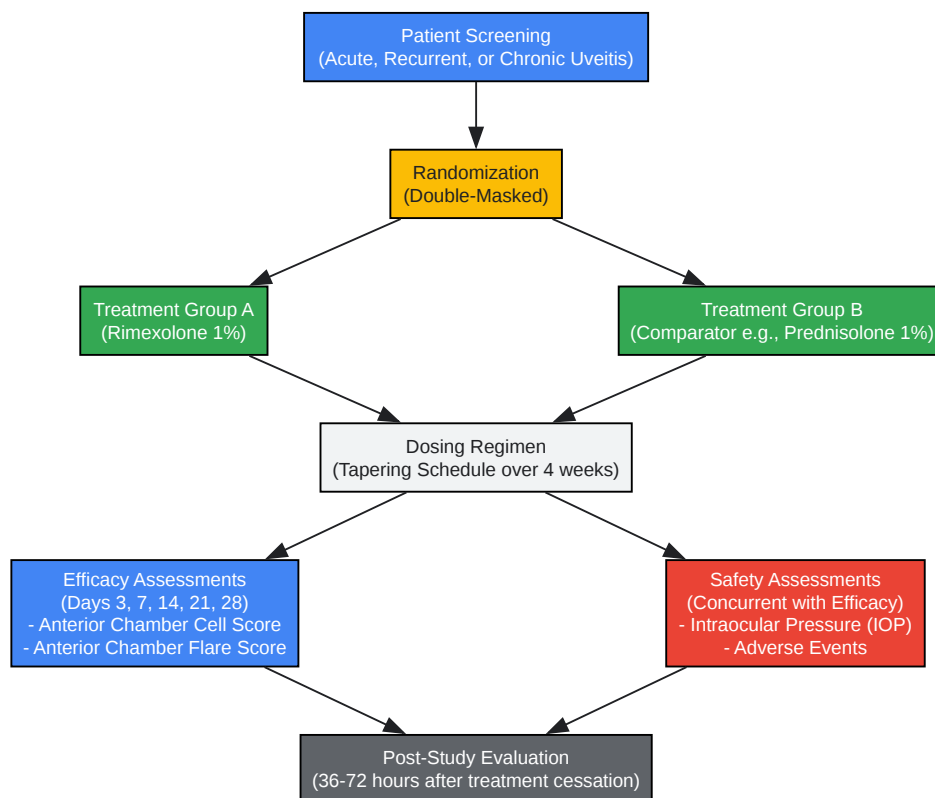 Patient Screening
(Acute, Recurrent, or Chronic Uveitis)
Randomization
(Double-Masked)
Treatment Group A
(Rimexolone 1%)
Treatment Group B
(Comparator e.g., Prednisolone 1%)
Dosing Regimen
(Tapering Schedule over 4 weeks)
Efficacy Assessments
(Days 3, 7, 14, 21, 28)
- Anterior Chamber Cell Score
- Anterior Chamber Flare Score
Safety Assessments
(Concurrent with Efficacy)
- Intraocular Pressure (IOP)
- Adverse Events
Post-Study Evaluation
(36-72 hours after treatment cessation)